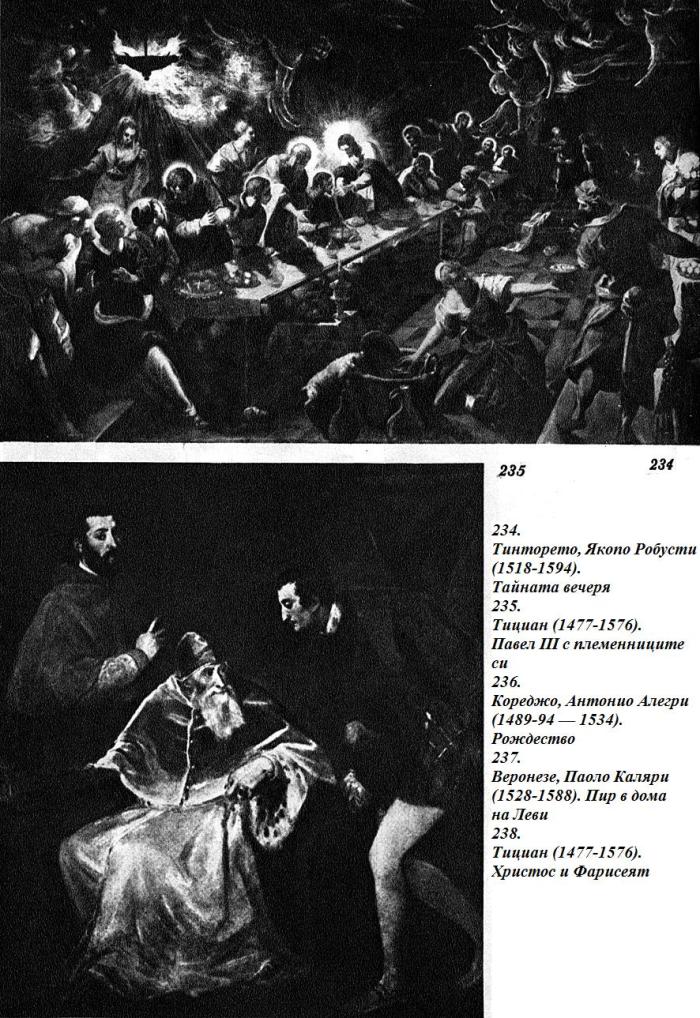 235
234
234.
Тинторето, Якопо Робусти
(1518-1594).
Тайната вечеря
235.
Тициан (1477-1576).
Павел III с племенниците
си
236.
Кореджо, Антонио Алегри
(1489-94 — 1534).
Рождество
237.
Веронезе, Паоло Каляри
(1528-1588). Пир в дома
на Леви
238.
Тициан (1477-1576).
Христос и Фарисеят